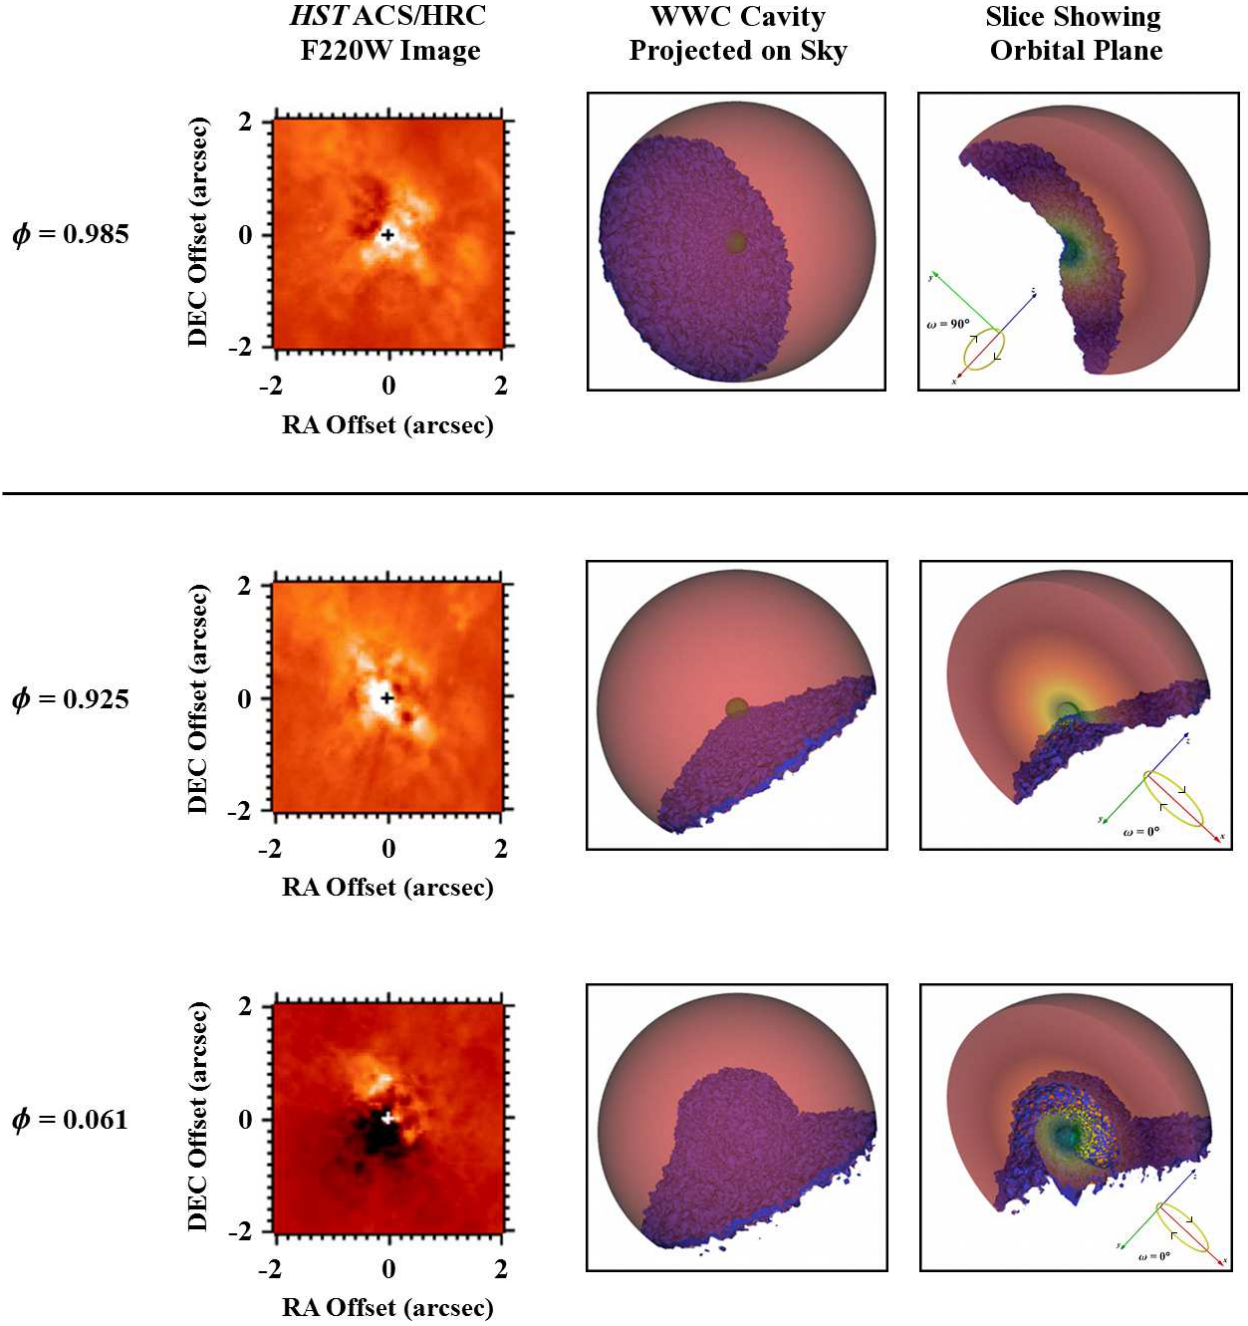 HST ACS/HRC
F220W Image
WWC Cavity
Projected on Sky
Slice Showing
Orbital Plane
ϕ = 0.985
DEC Offset (arcsec)
2
0
-2
-2 0 2
RA Offset (arcsec)
y
z
ω = 90°
x
ϕ = 0.925
DEC Offset (arcsec)
2
0
-2
-2 0 2
RA Offset (arcsec)
z
y
ω = 0°
x
ϕ = 0.061
DEC Offset (arcsec)
2
0
-2
-2 0 2
RA Offset (arcsec)
z
y
ω = 0°
x